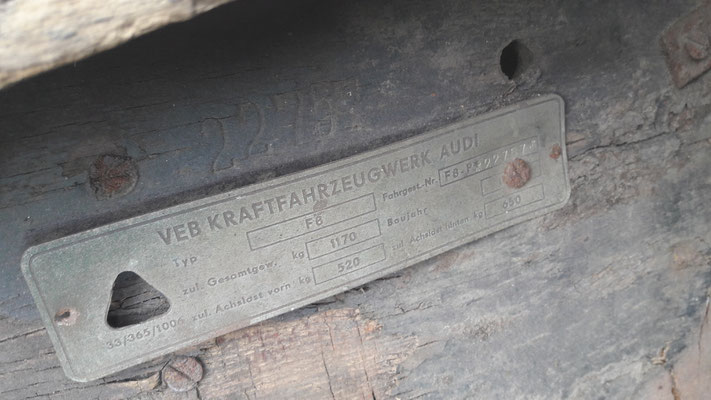 2279
VEB KRAFTFAHRZEUGWERK AUDI
Typ F8 Fahrgest. Nr.
zul. Gesamtgew. kg 1170 Baujahr
33/365/1006 zul. Achslast vorn kg 520 zul. Achslast hinten kg 650